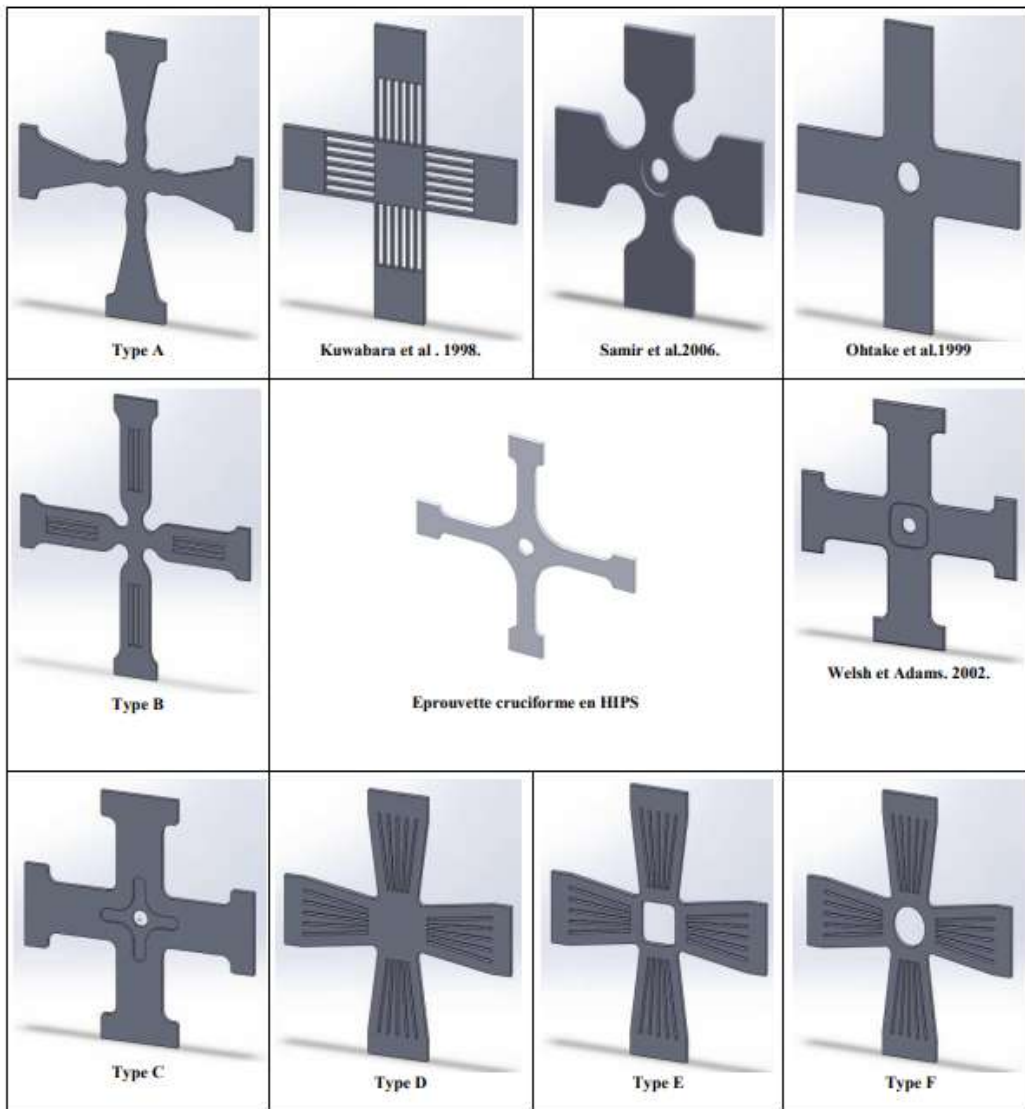 Type A
Kuwabara et al . 1998.
Samir et al.2006.
Ohtake et al.1999
Type B
Eprouvette cruciforme en HIPS
Welsh et Adams. 2002.
Type C
Type D
Type E
Type F